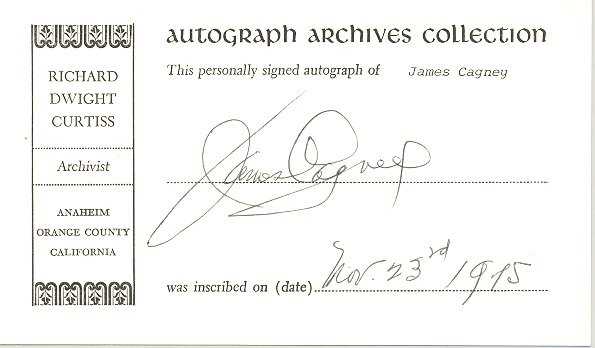 AUTOGRAPH ARCHIVES COLLECTION
RICHARD
DWIGHT
CURTISS
Archivist
ANAHEIM
ORANGE COUNTY
CALIFORNIA
This personally signed autograph of James Cagney
James Cagney
was inscribed on (date) Nov. 23rd 1975